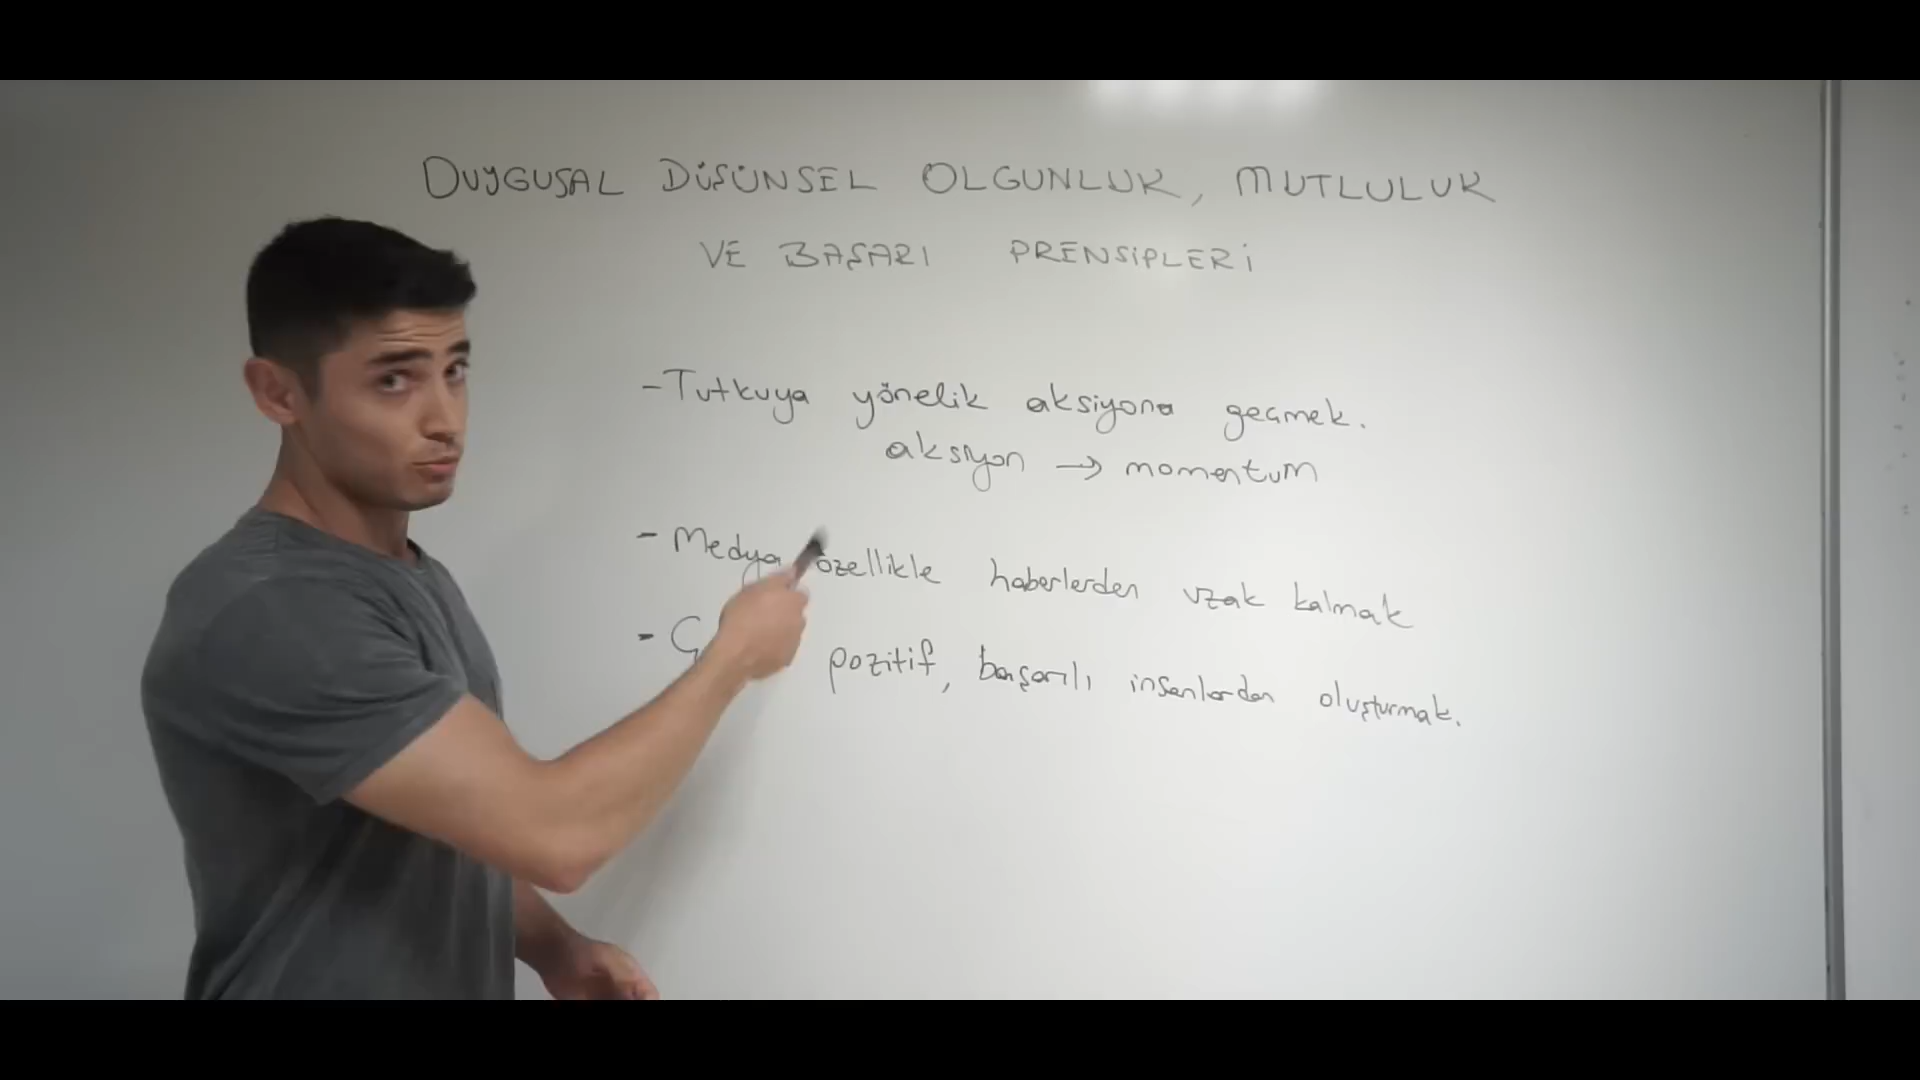 DUYGUSAL DÜŞÜNSEL OLGUNLUK, MUTLULUK
VE BAŞARI PRENSİPLERİ
- Tutkuya yönelik aksiyona geçmek.
aksiyon → momentum
- Medya özellikle haberlerden uzak kalmak
- pozitif, başarılı insanlardan oluşturmak.